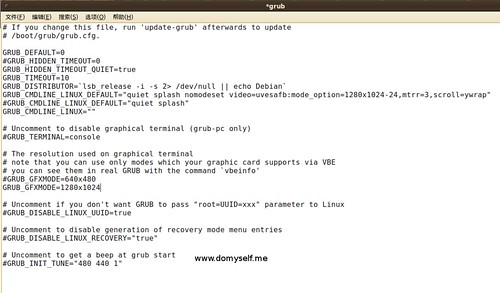 *grub
文件(F) 编辑(E) 搜索(S) 选项(O) 帮助(H)
# If you change this file, run 'update-grub' afterwards to update
# /boot/grub/grub.cfg.
GRUB_DEFAULT=0
#GRUB_HIDDEN_TIMEOUT=0
GRUB_HIDDEN_TIMEOUT_QUIET=true
GRUB_TIMEOUT=10
GRUB_DISTRIBUTOR=`lsb_release -i -s 2> /dev/null || echo Debian`
GRUB_CMDLINE_LINUX_DEFAULT="quiet splash nomodeset video=uvesafb:mode_option=1280x1024-24,mtrr=3,scroll=ywrap"
#GRUB_CMDLINE_LINUX_DEFAULT="quiet splash"
GRUB_CMDLINE_LINUX=""
# Uncomment to disable graphical terminal (grub-pc only)
#GRUB_TERMINAL=console
# The resolution used on graphical terminal
# note that you can use only modes which your graphic card supports via VBE
# you can see them in real GRUB with the command `vbeinfo'
#GRUB_GFXMODE=640x480
GRUB_GFXMODE=1280x1024
# Uncomment if you don't want GRUB to pass "root=UUID=xxx" parameter to Linux
#GRUB_DISABLE_LINUX_UUID=true
# Uncomment to disable generation of recovery mode menu entries
#GRUB_DISABLE_LINUX_RECOVERY="true"
# Uncomment to get a beep at grub start
#GRUB_INIT_TUNE="480 440 1"
www.domyself.me